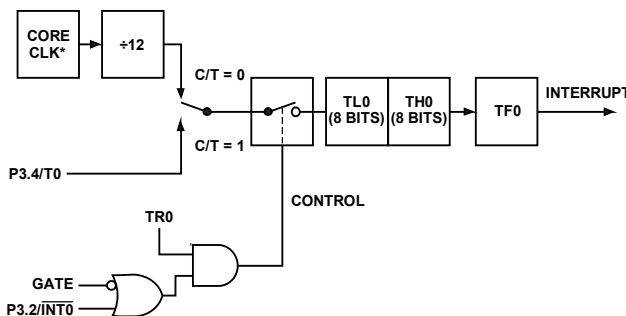 CORE
CLK*
÷12
C/T = 0
C/T = 1
P3.4/T0
TL0
(8 BITS)
TH0
(8 BITS)
TF0
INTERRUPT
CONTROL
TR0
GATE
P3.2/INT0